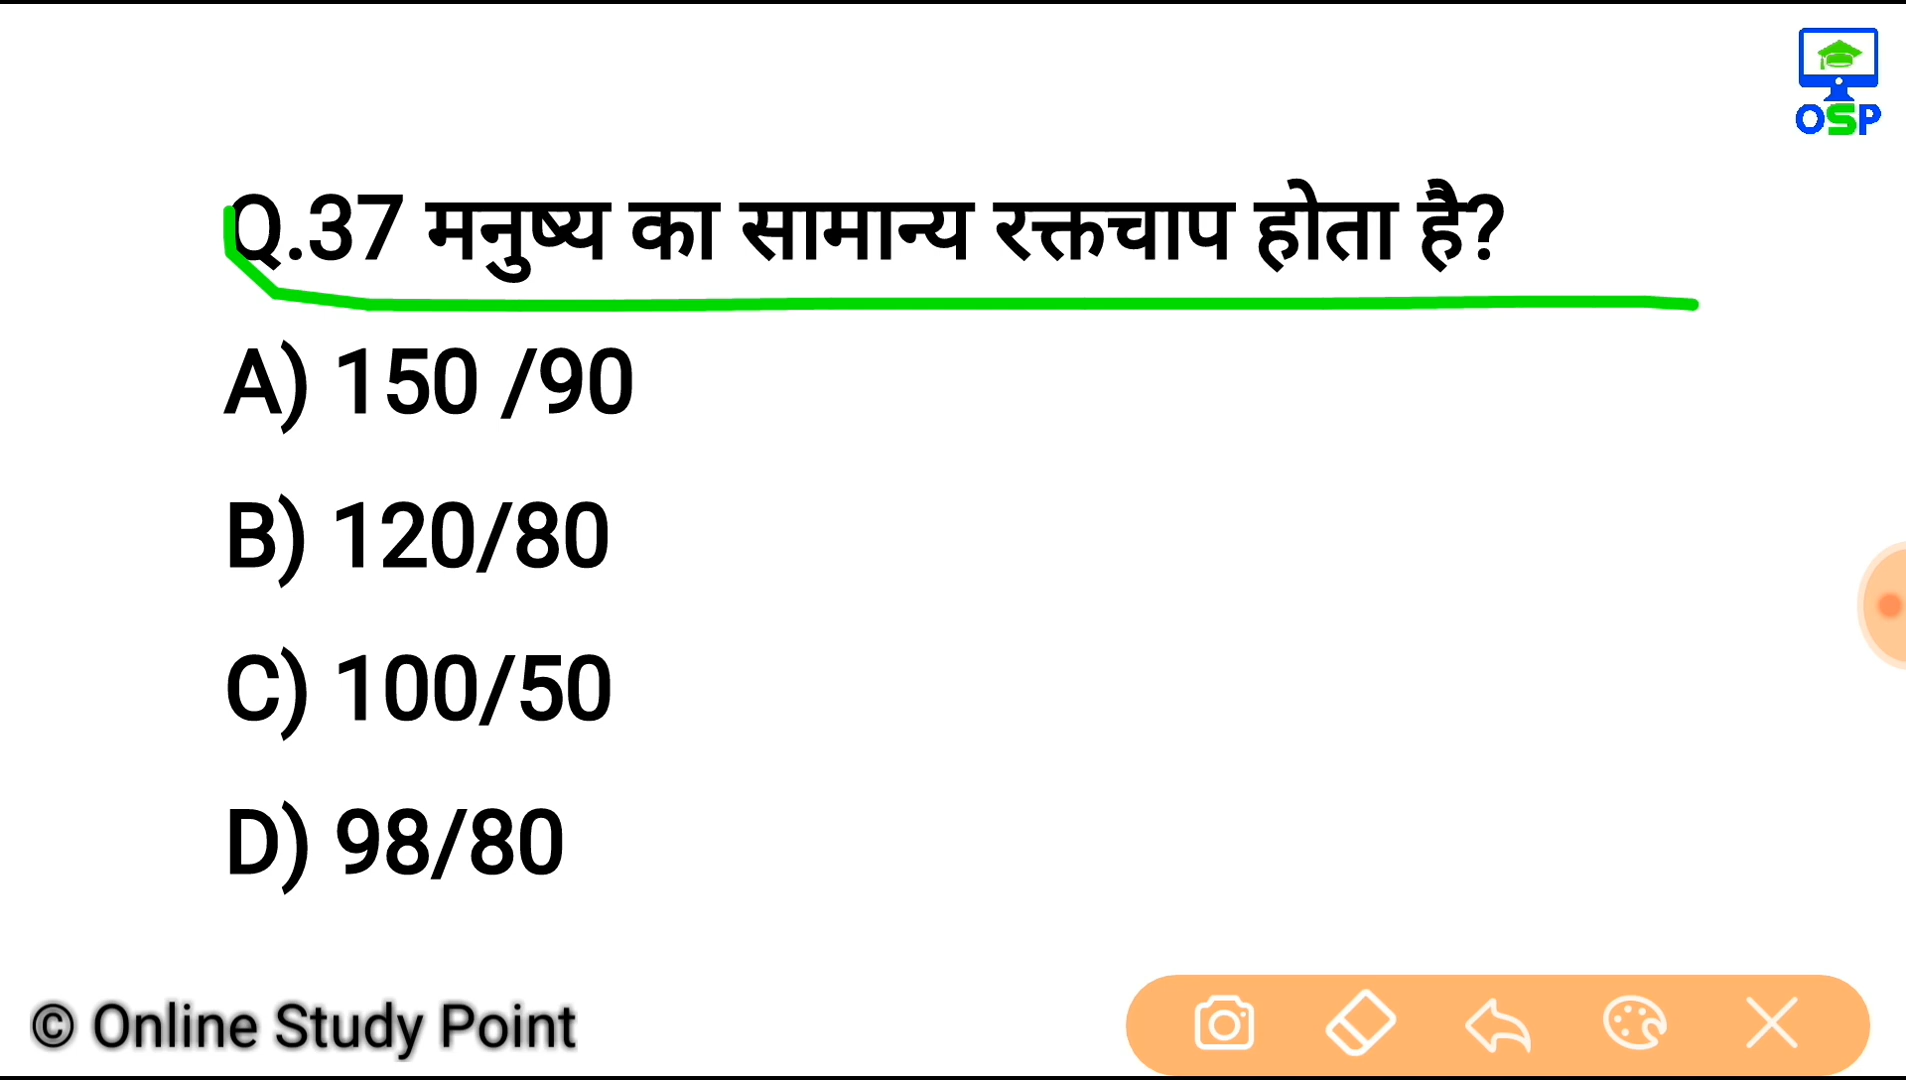 OSP
Q.37 मनुष्य का सामान्य रक्तचाप होता है?
A) 150 /90
B) 120/80
C) 100/50
D) 98/80
© Online Study Point